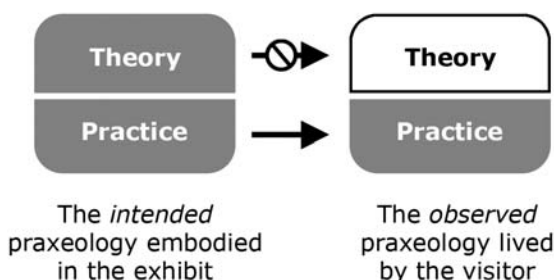 Theory
Theory
Practice
Practice
The intended
praxeology embodied
in the exhibit
The observed
praxeology lived
by the visitor